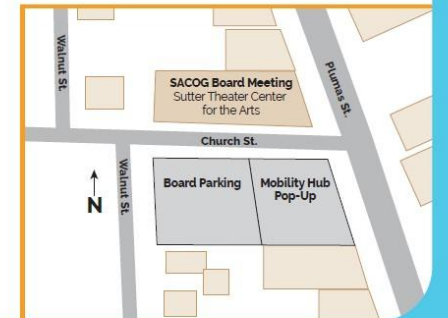 Walnut St.
Plumas St.
SACOG Board Meeting
Sutter Theater Center
for the Arts
Church St.
Walnut St.
N
Board Parking
Mobility Hub
Pop-Up